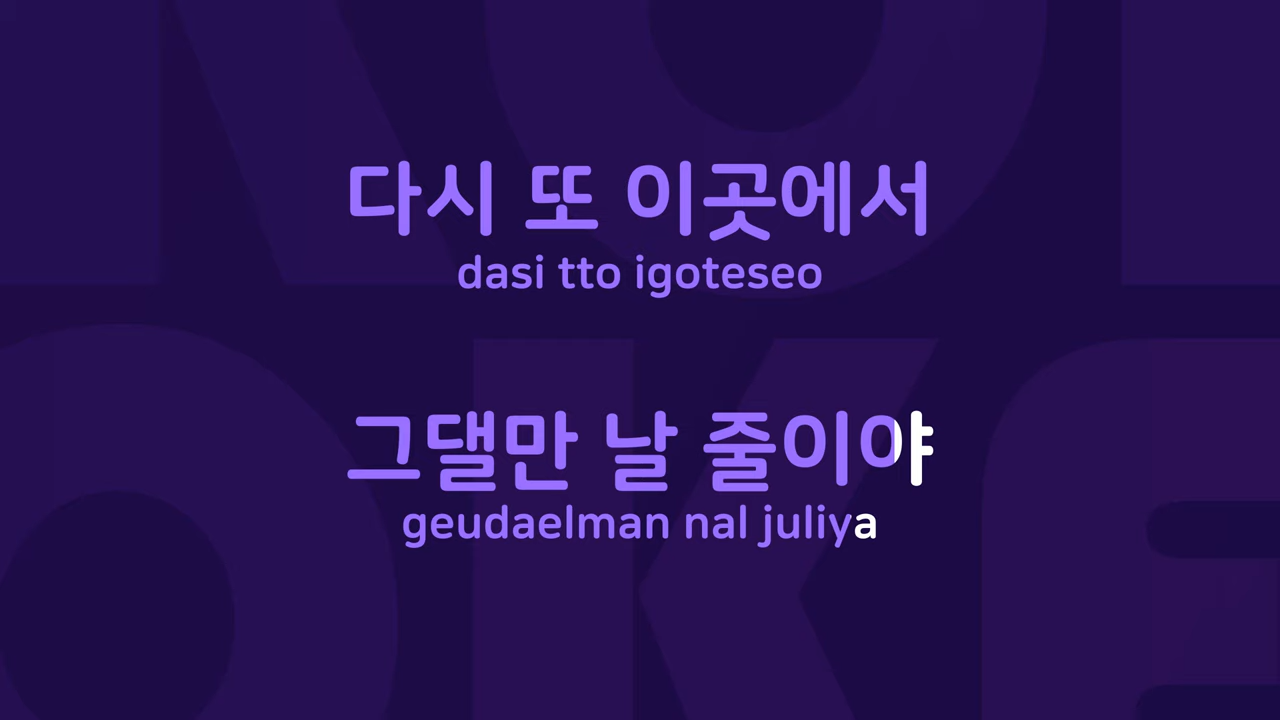 다시 또 이곳에서
dasi tto igoteseo
그댈만 날 줄이야
geudaelman nal juliya